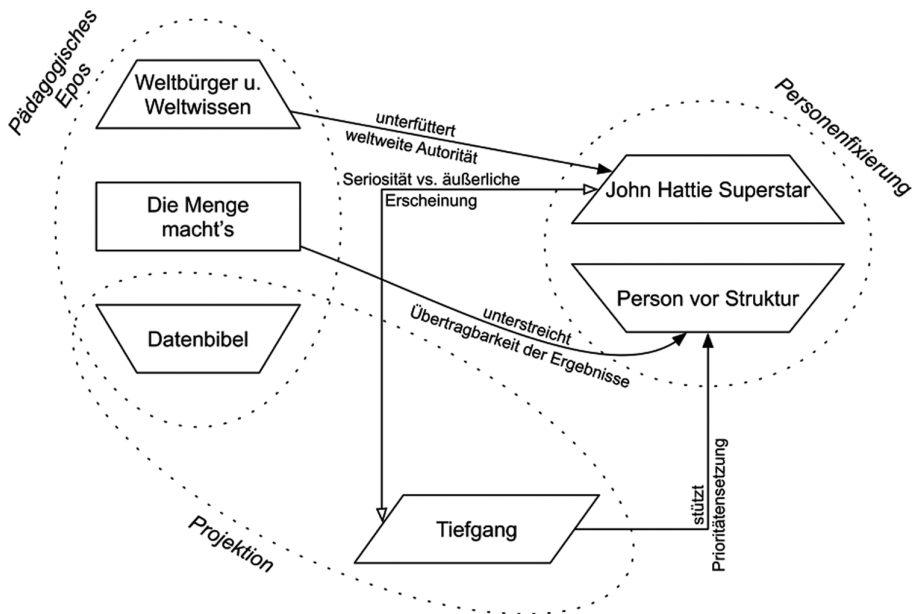 Pädagogisches
Epos
Weltbürger u.
Weltwissen
Die Menge
macht's
Datenbibel
Projektion
unterfüttert
weltweite Autorität
Seriosität vs. äußerliche
Erscheinung
unterstreicht
Übertragbarkeit der Ergebnisse
Tiefgang
Personenfixierung
John Hattie Superstar
Person vor Struktur
stützt
Prioritätensetzung